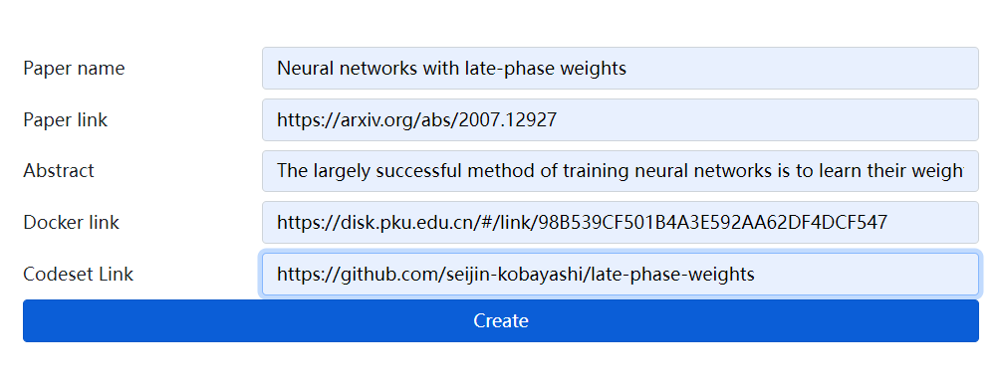 Paper name
Neural networks with late-phase weights
Paper link
https://arxiv.org/abs/2007.12927
Abstract
The largely successful method of training neural networks is to learn their weigh
Docker link
https://disk.pku.edu.cn/#/link/98B539CF501B4A3E592AA62DF4DCF547
Codeset Link
https://github.com/seijin-kobayashi/late-phase-weights
Create